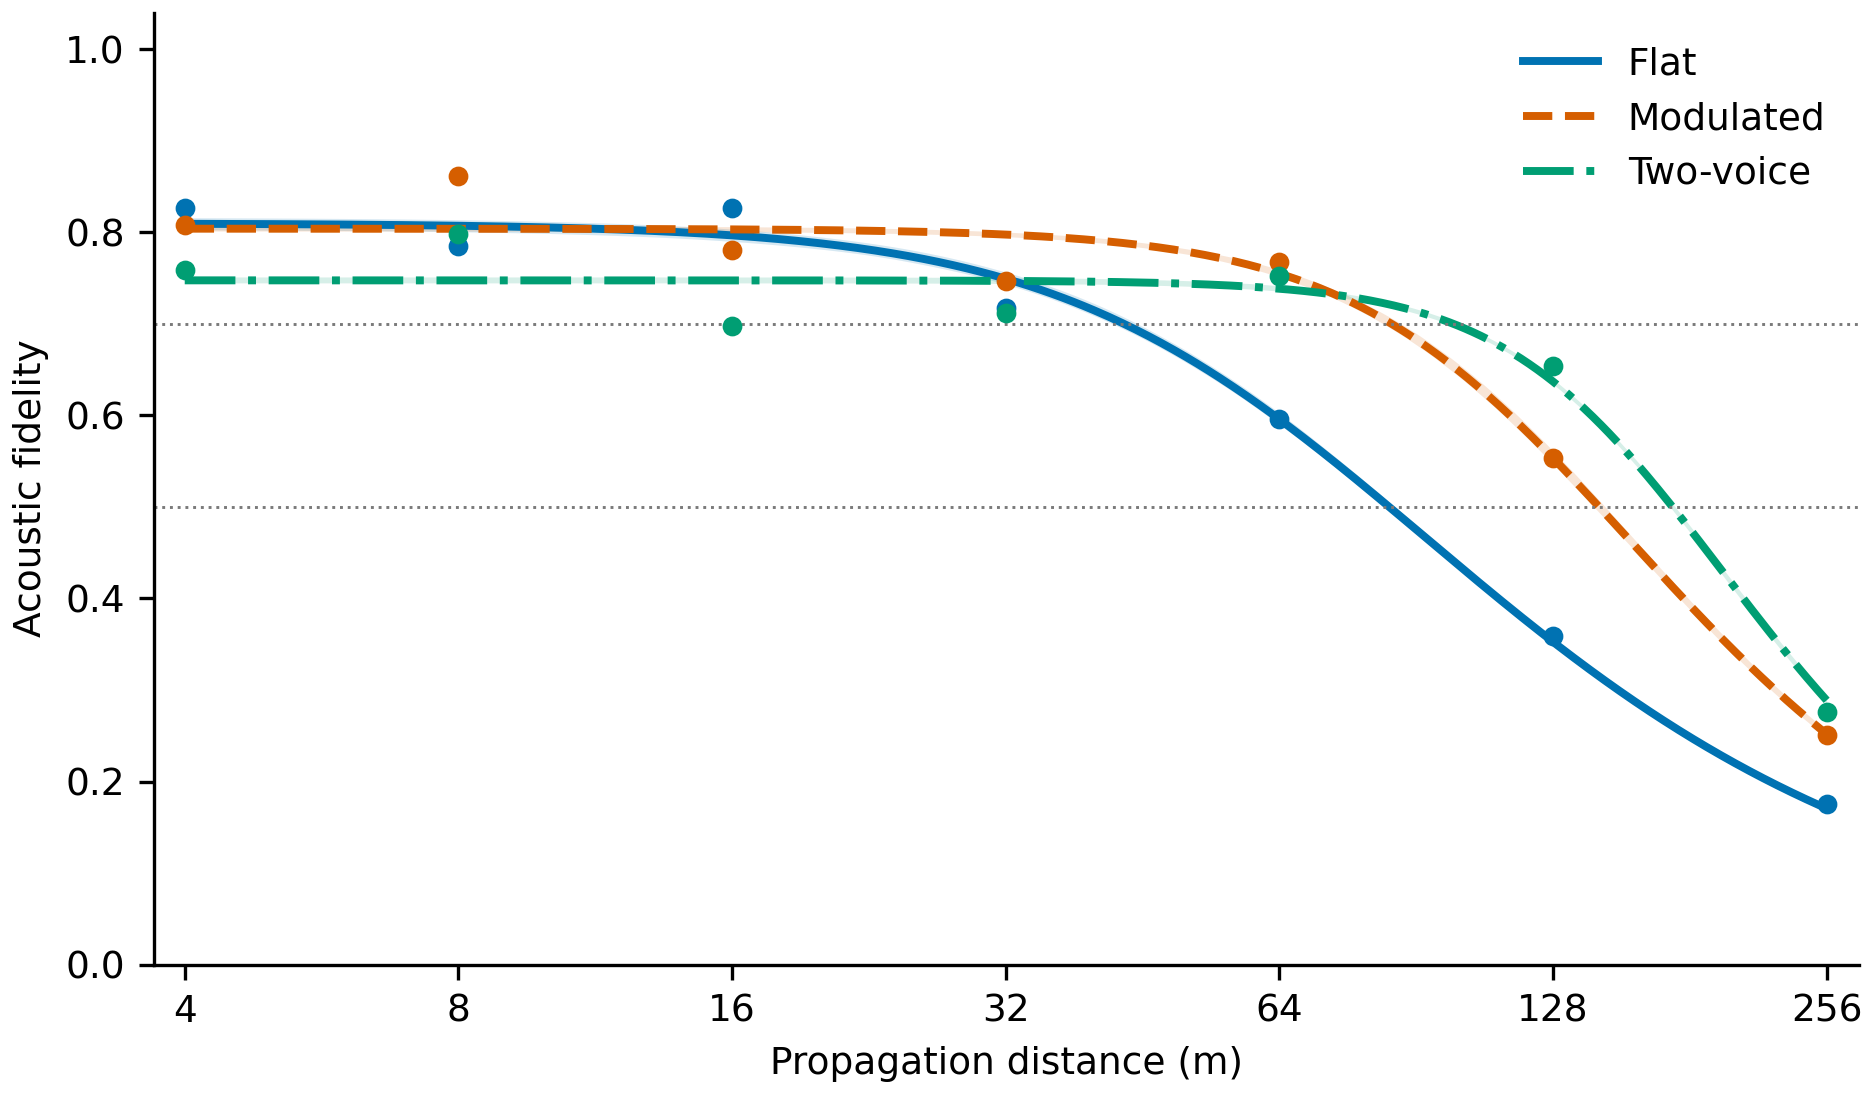 Flat
Modulated
Two-voice
Acoustic fidelity
1.0
0.8
0.6
0.4
0.2
0.0
4 8 16 32 64 128 256
Propagation distance (m)